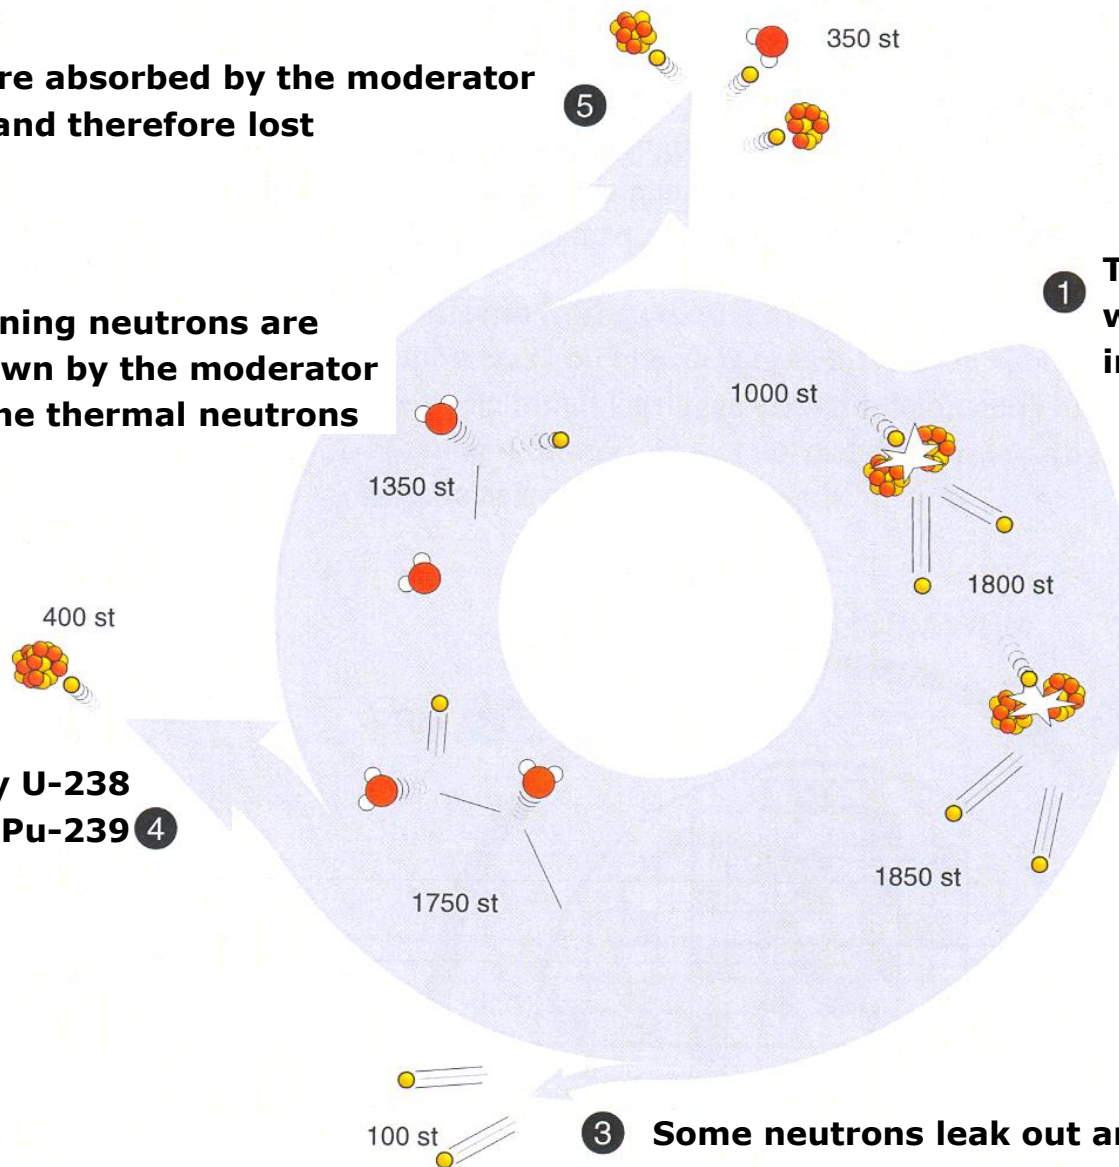 350 st
re absorbed by the moderator
and therefore lost
5
1
ning neutrons are
wn by the moderator
ne thermal neutrons
1000 st
1350 st
1800 st
400 st
y U-238
Pu-239 4
1850 st
1750 st
100 st
3 Some neutrons leak out